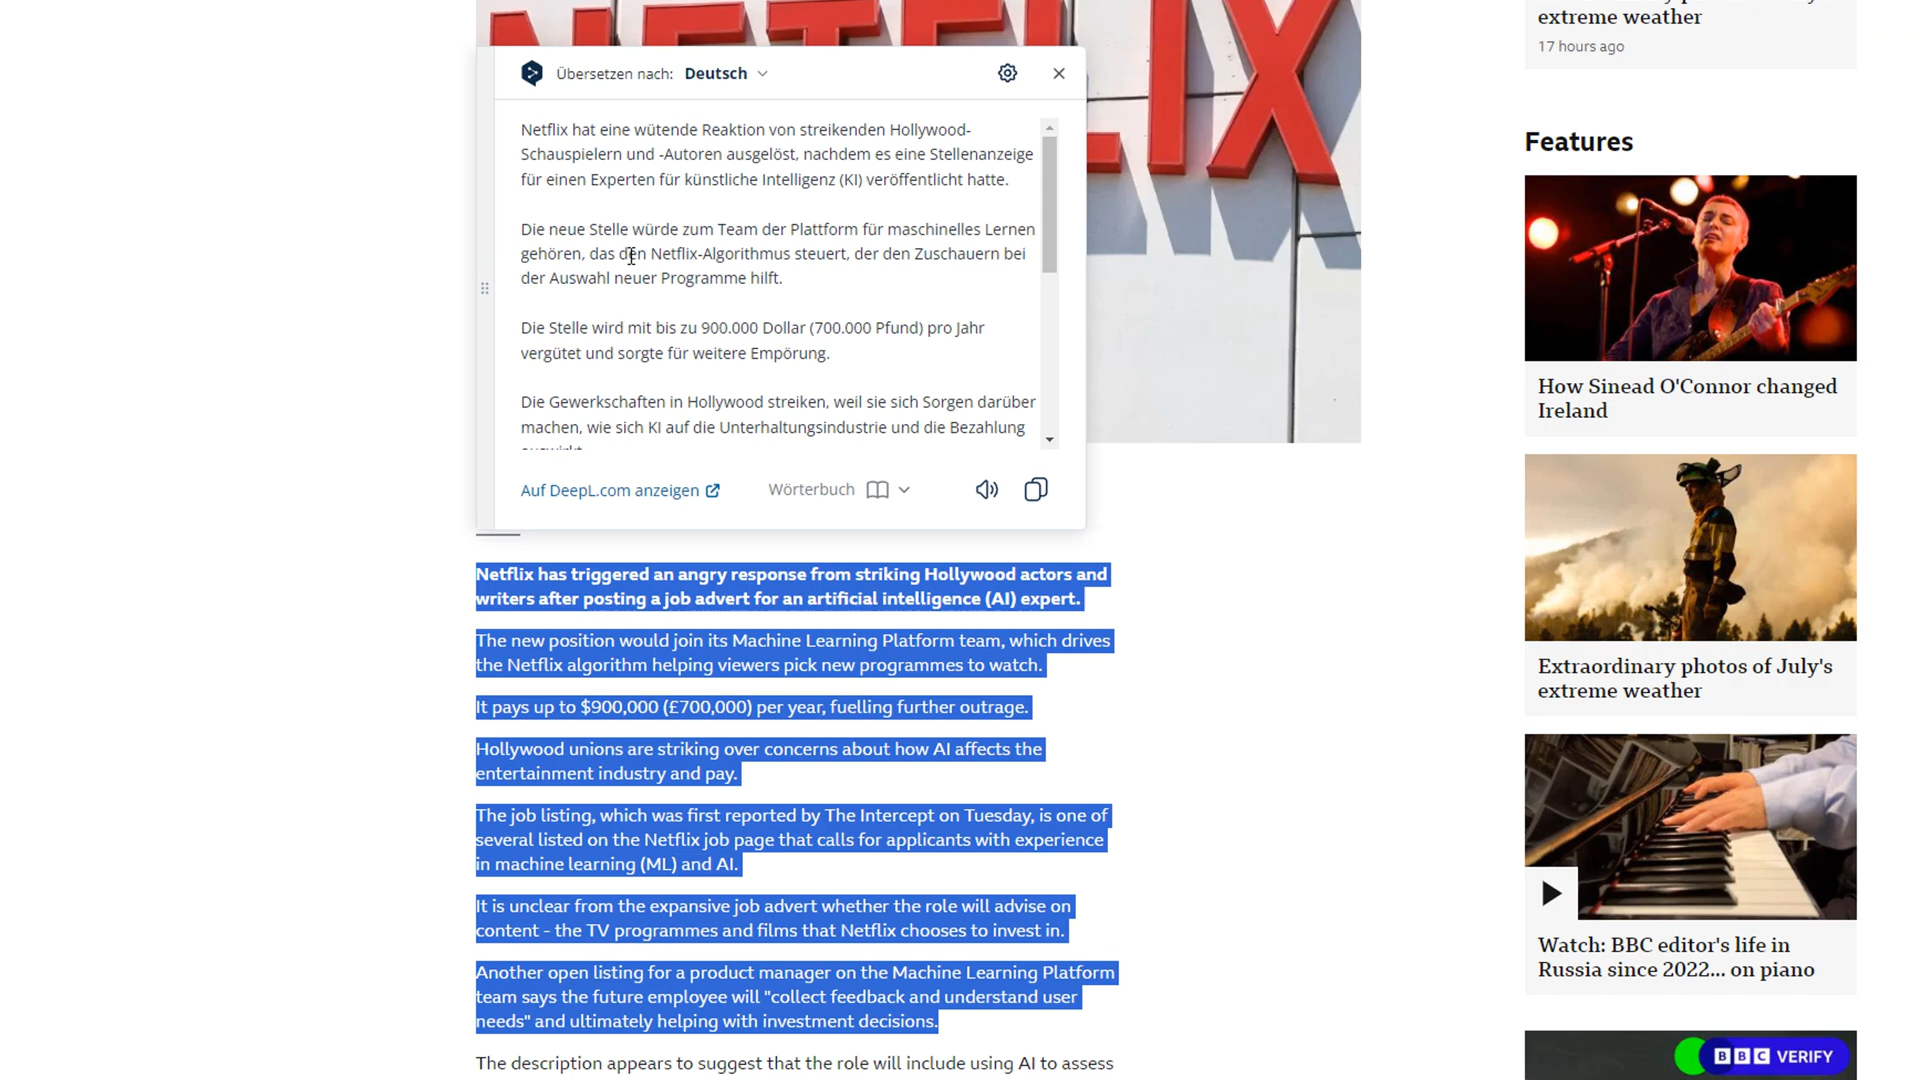 NETFLIX
Übersetzen nach: Deutsch
Netflix hat eine wütende Reaktion von streikenden Hollywood-
Schauspielern und -Autoren ausgelöst, nachdem es eine Stellenanzeige
für einen Experten für künstliche Intelligenz (KI) veröffentlicht hatte.
Die neue Stelle würde zum Team der Plattform für maschinelles Lernen
gehören, das den Netflix-Algorithmus steuert, der den Zuschauern bei
der Auswahl neuer Programme hilft.
Die Stelle wird mit bis zu 900.000 Dollar (700.000 Pfund) pro Jahr
vergütet und sorgte für weitere Empörung.
Die Gewerkschaften in Hollywood streiken, weil sie sich Sorgen darüber
machen, wie sich KI auf die Unterhaltungsindustrie und die Bezahlung
Auf DeepL.com anzeigen
Wörterbuch
Netflix has triggered an angry response from striking Hollywood actors and
writers after posting a job advert for an artificial intelligence (AI) expert.
The new position would join its Machine Learning Platform team, which drives
the Netflix algorithm helping viewers pick new programmes to watch.
It pays up to $900,000 (£700,000) per year, fuelling further outrage.
Hollywood unions are striking over concerns about how AI affects the
entertainment industry and pay.
The job listing, which was first reported by The Intercept on Tuesday, is one of
several listed on the Netflix job page that calls for applicants with experience
in machine learning (ML) and AI.
It is unclear from the expansive job advert whether the role will advise on
content - the TV programmes and films that Netflix chooses to invest in.
Another open listing for a product manager on the Machine Learning Platform
team says the future employee will "collect feedback and understand user
needs" and ultimately helping with investment decisions.
The description appears to suggest that the role will include using AI to assess
extreme weather
17 hours ago
Features
How Sinead O'Connor changed
Ireland
Extraordinary photos of July's
extreme weather
Watch: BBC editor's life in
Russia since 2022... on piano
BBC VERIFY